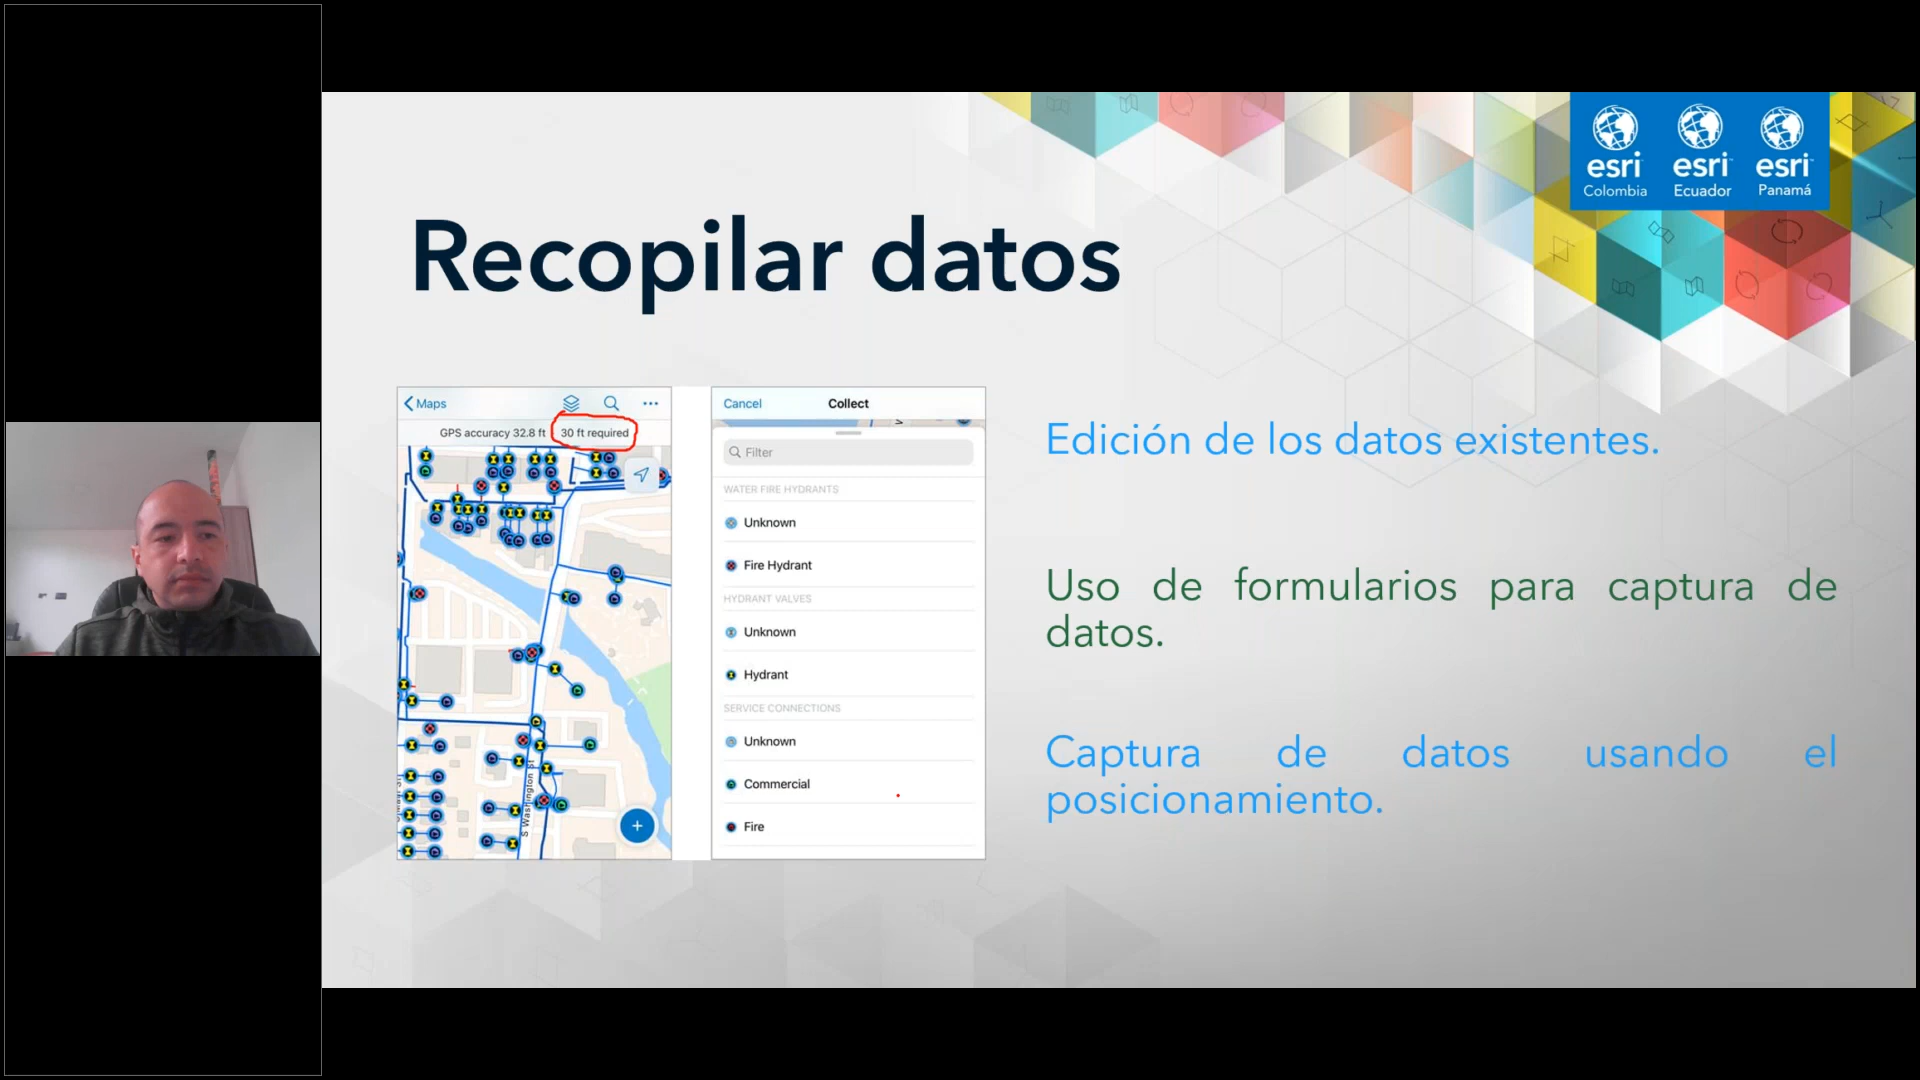 esri esri esri
Colombia Ecuador Panamá
Recopilar datos
Maps
GPS accuracy 32.8 ft 30 ft required
S Washington St
Cancel Collect
Filter
WATER FIRE HYDRANTS
Unknown
Fire Hydrant
HYDRANT VALVES
Unknown
Hydrant
SERVICE CONNECTIONS
Unknown
Commercial
Fire
Edición de los datos existentes.
Uso de formularios para captura de
datos.
Captura de datos usando el
posicionamiento.